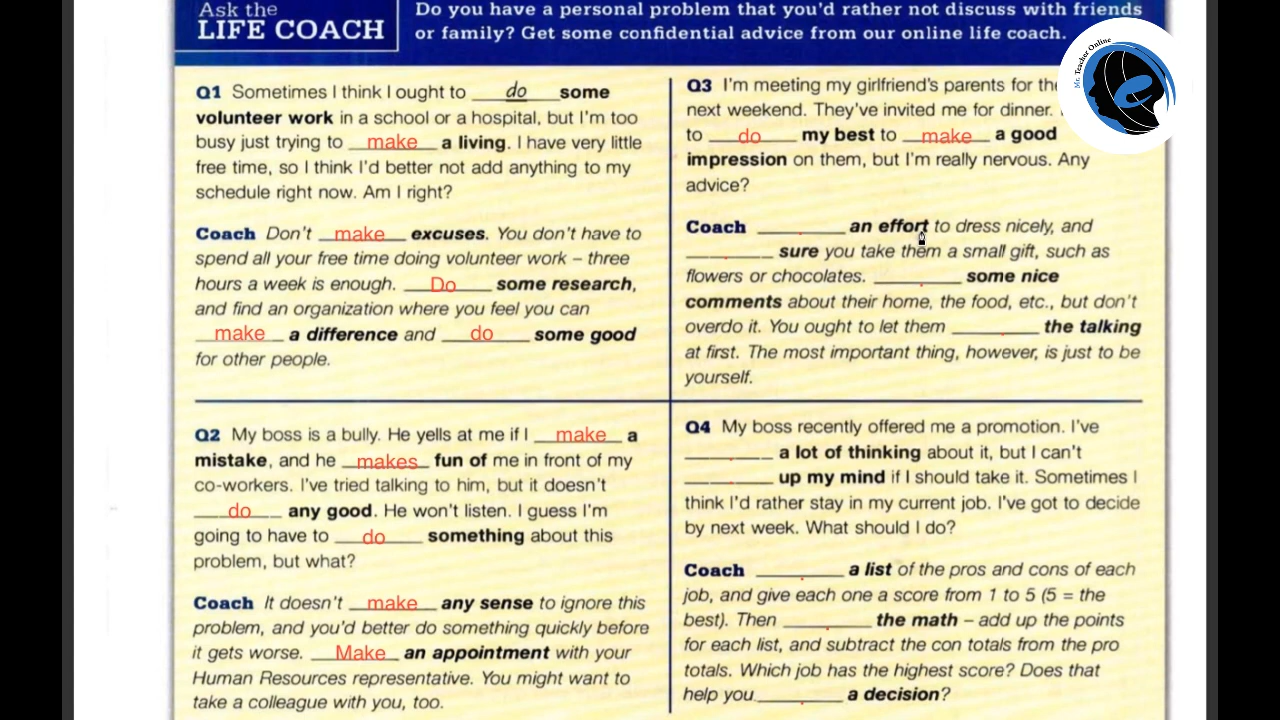 Ask the
LIFE COACH
Do you have a personal problem that you'd rather not discuss with friends
or family? Get some confidential advice from our online life coach.
Mr. Teacher Online
Q1 Sometimes I think I ought to do some
volunteer work in a school or a hospital, but I'm too
busy just trying to make a living. I have very little
free time, so I think I'd better not add anything to my
schedule right now. Am I right?
Coach Don't make excuses. You don't have to
spend all your free time doing volunteer work – three
hours a week is enough. Do some research,
and find an organization where you feel you can
make a difference and do some good
for other people.
Q2 My boss is a bully. He yells at me if I make a
mistake, and he makes fun of me in front of my
co-workers. I've tried talking to him, but it doesn't
do any good. He won't listen. I guess I'm
going to have to do something about this
problem, but what?
Coach It doesn't make any sense to ignore this
problem, and you'd better do something quickly before
it gets worse. Make an appointment with your
Human Resources representative. You might want to
take a colleague with you, too.
Q3 I'm meeting my girlfriend's parents for the
next weekend. They've invited me for dinner.
to do my best to make a good
impression on them, but I'm really nervous. Any
advice?
Coach ________ an effort to dress nicely, and
________ sure you take them a small gift, such as
flowers or chocolates. ________ some nice
comments about their home, the food, etc., but don't
overdo it. You ought to let them ________ the talking
at first. The most important thing, however, is just to be
yourself.
Q4 My boss recently offered me a promotion. I've
________ a lot of thinking about it, but I can't
________ up my mind if I should take it. Sometimes I
think I'd rather stay in my current job. I've got to decide
by next week. What should I do?
Coach ________ a list of the pros and cons of each
job, and give each one a score from 1 to 5 (5 = the
best). Then ________ the math – add up the points
for each list, and subtract the con totals from the pro
totals. Which job has the highest score? Does that
help you ________ a decision?